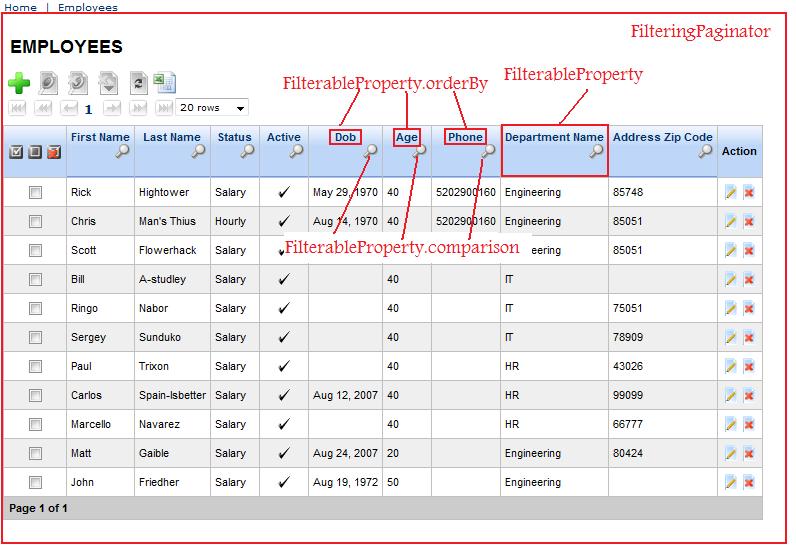 Home | Employees
FilteringPaginator
EMPLOYEES
FilterableProperty.orderBy
FilterableProperty
1 20 rows
First Name Last Name Status Active Dob Age Phone Department Name Address Zip Code Action
Rick Hightower Salary May 29, 1970 40 5202900160 Engineering 85748
Chris Man's Thius Hourly Aug 14, 1970 40 5202900160 Engineering 85051
FilterableProperty.comparison
Scott Flowerhack Salary eering 85051
Bill A-studley Salary 40 IT
Ringo Nabor Salary 40 IT 75051
Sergey Sunduko Salary 40 IT 78909
Paul Trixon Salary 40 HR 43026
Carlos Spain-Isbetter Salary Aug 12, 2007 40 HR 99099
Marcello Navarez Salary 40 HR 66777
Matt Gaible Salary Aug 24, 2007 20 Engineering 80424
John Friedher Salary Aug 19, 1972 50 Engineering
Page 1 of 1